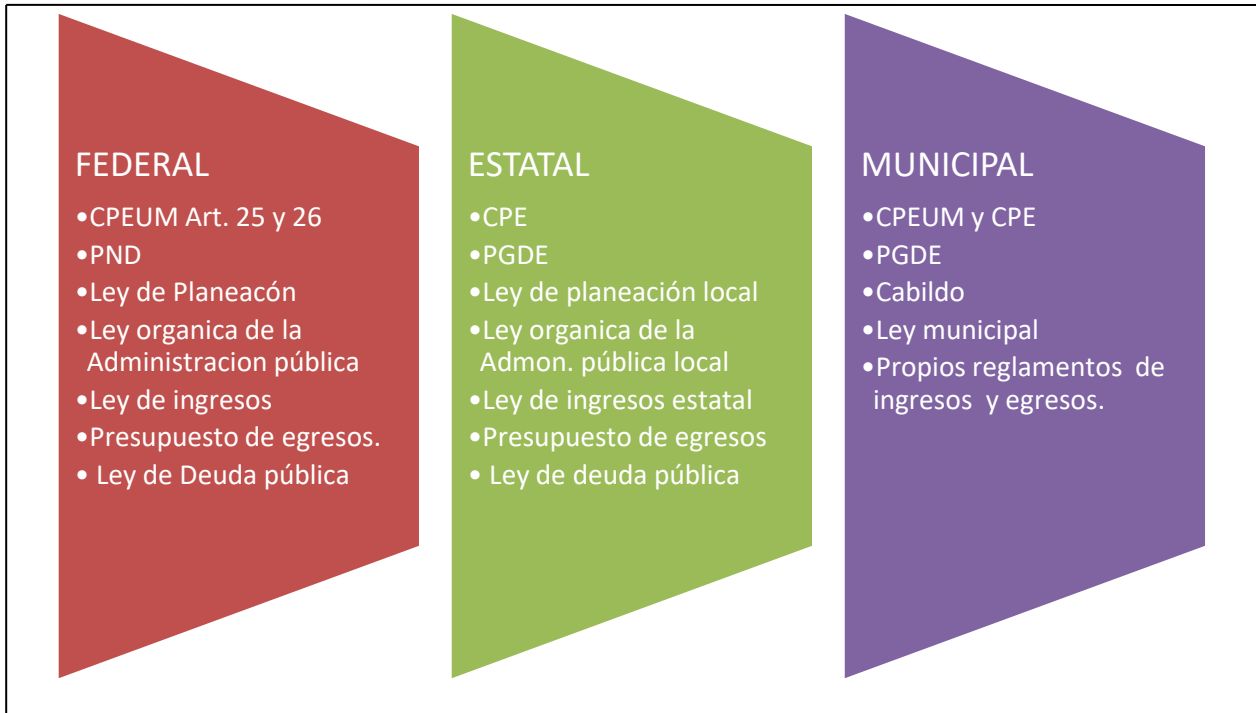 FEDERAL
•CPEUM Art. 25 y 26
•PND
•Ley de Planeacón
•Ley organica de la
Administracion pública
•Ley de ingresos
•Presupuesto de egresos.
• Ley de Deuda pública
ESTATAL
•CPE
•PGDE
•Ley de planeación local
•Ley organica de la
Admon. pública local
•Ley de ingresos estatal
•Presupuesto de egresos
• Ley de deuda pública
MUNICIPAL
•CPEUM y CPE
•PGDE
•Cabildo
•Ley municipal
•Propios reglamentos de
ingresos y egresos.